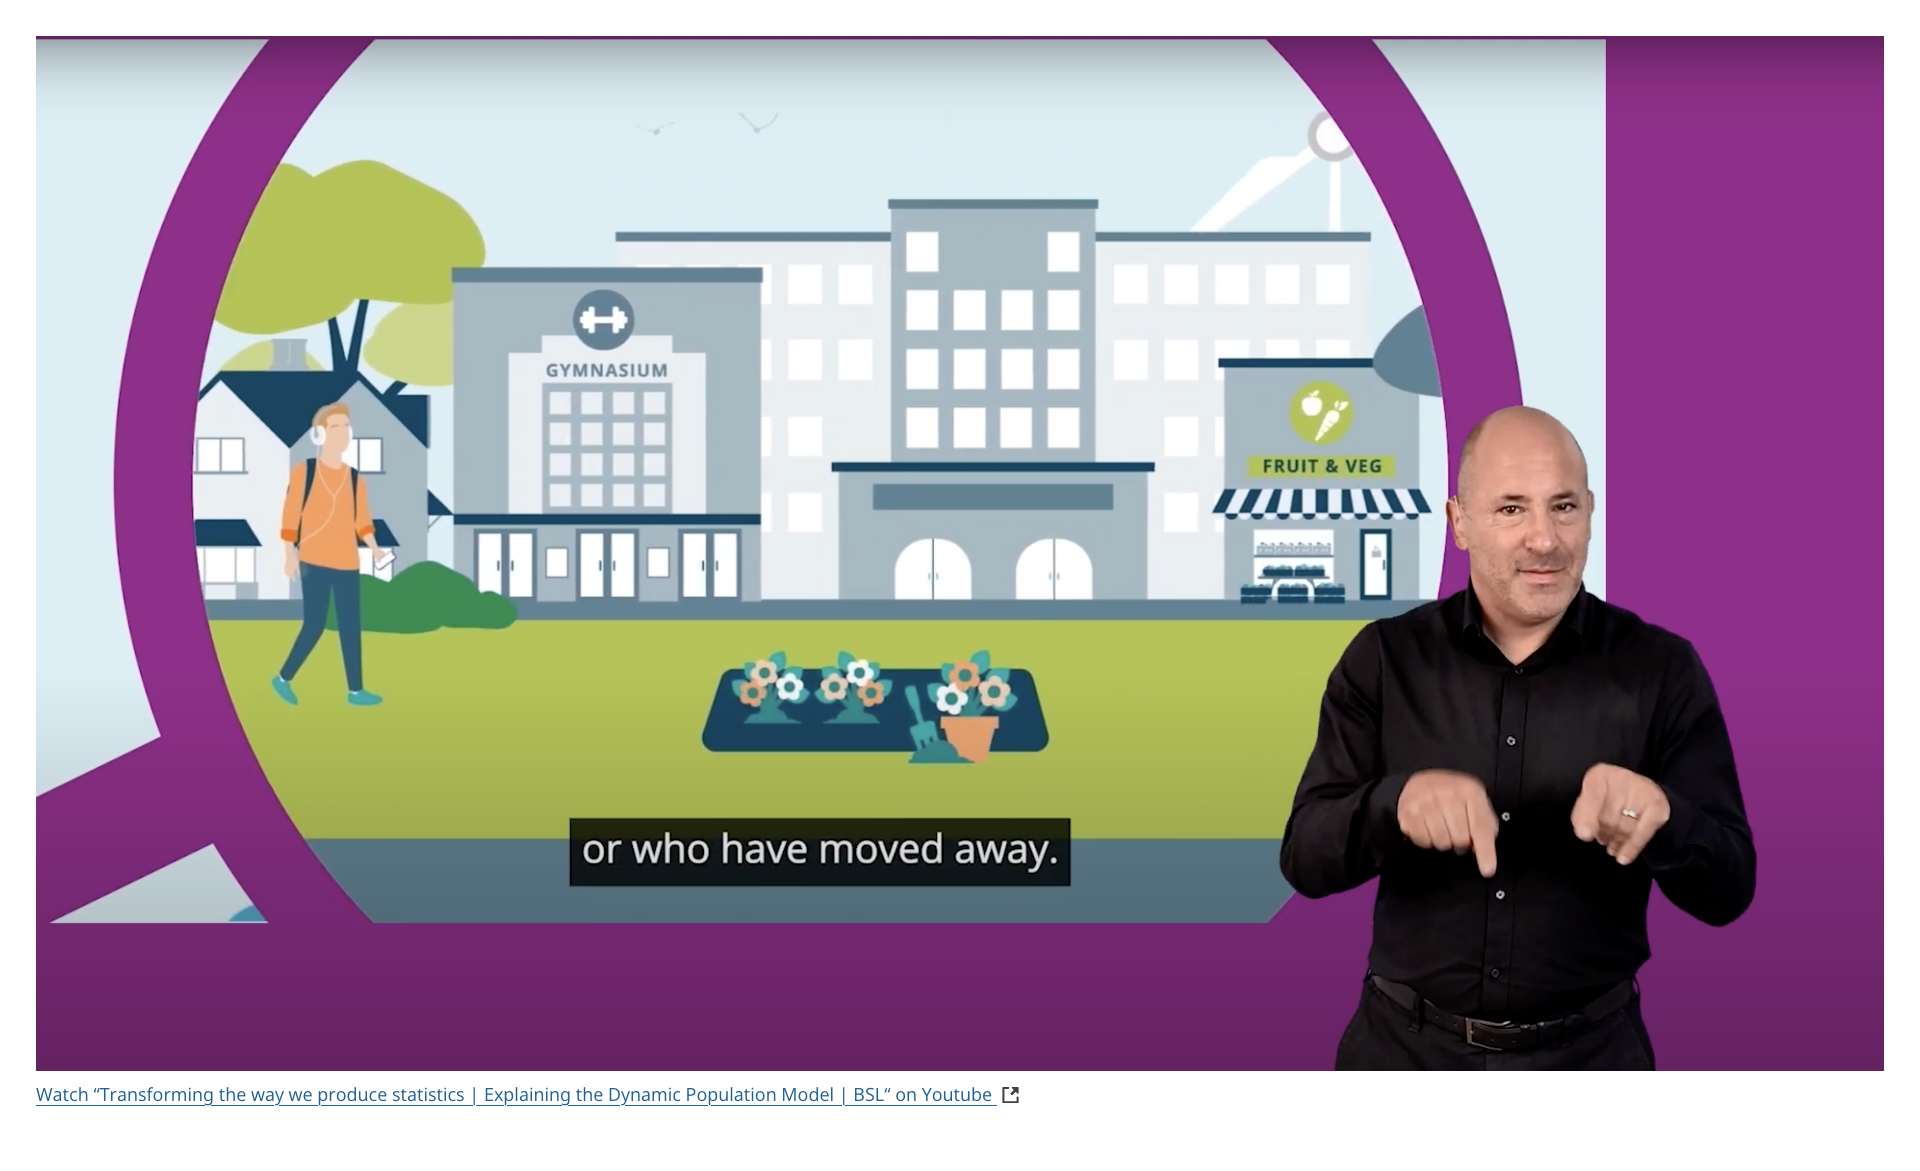 GYMNASIUM
FRUIT & VEG
or who have moved away.
Watch “Transforming the way we produce statistics | Explaining the Dynamic Population Model | BSL“ on Youtube